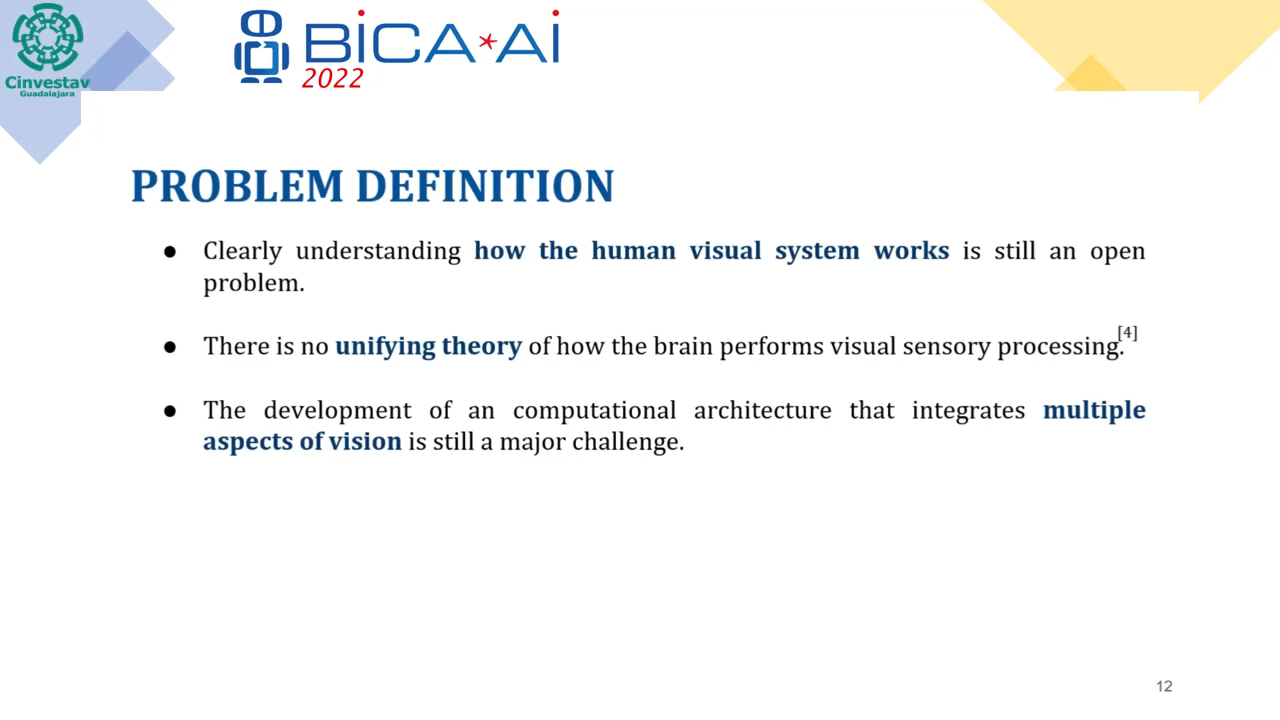 Cinvestav
Guadalajara
BiCA*Ai
2022
PROBLEM DEFINITION
● Clearly understanding how the human visual system works is still an open
problem.
● There is no unifying theory of how the brain performs visual sensory processing.[4]
● The development of an computational architecture that integrates multiple
aspects of vision is still a major challenge.
12